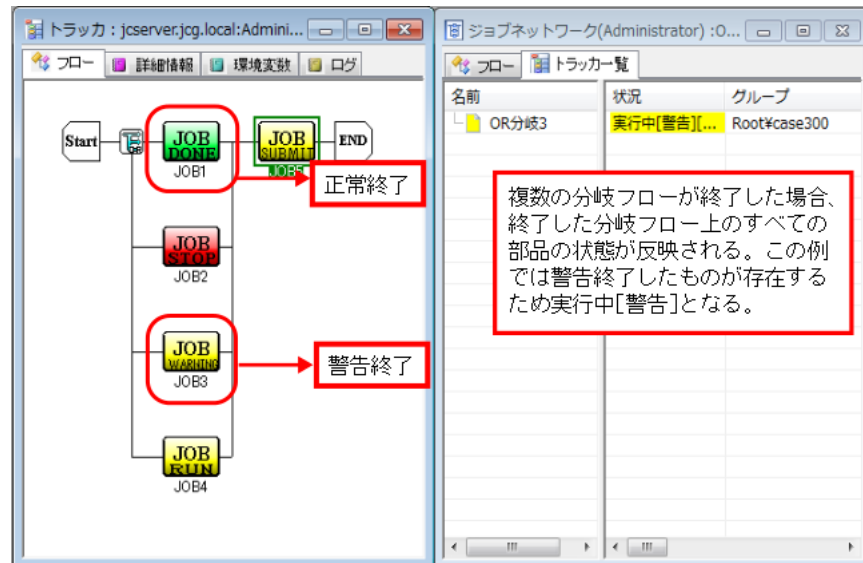 トラッカ : jcserver.jcg.local:Admini...
フロー
詳細情報
環境変数
ログ
Start
OR
JOB
DONE
JOB1
JOB
SUBMIT
JOB5
END
正常終了
JOB
STOP
JOB2
JOB
WARNING
JOB3
警告終了
JOB
RUN
JOB4
ジョブネットワーク(Administrator) :O...
フロー
トラッカ一覧
名前
状況
グループ
OR分岐3
実行中[警告][...
Root¥case300
複数の分岐フローが終了した場合、
終了した分岐フロー上のすべての
部品の状態が反映される。この例
では警告終了したものが存在する
ため実行中[警告]となる。